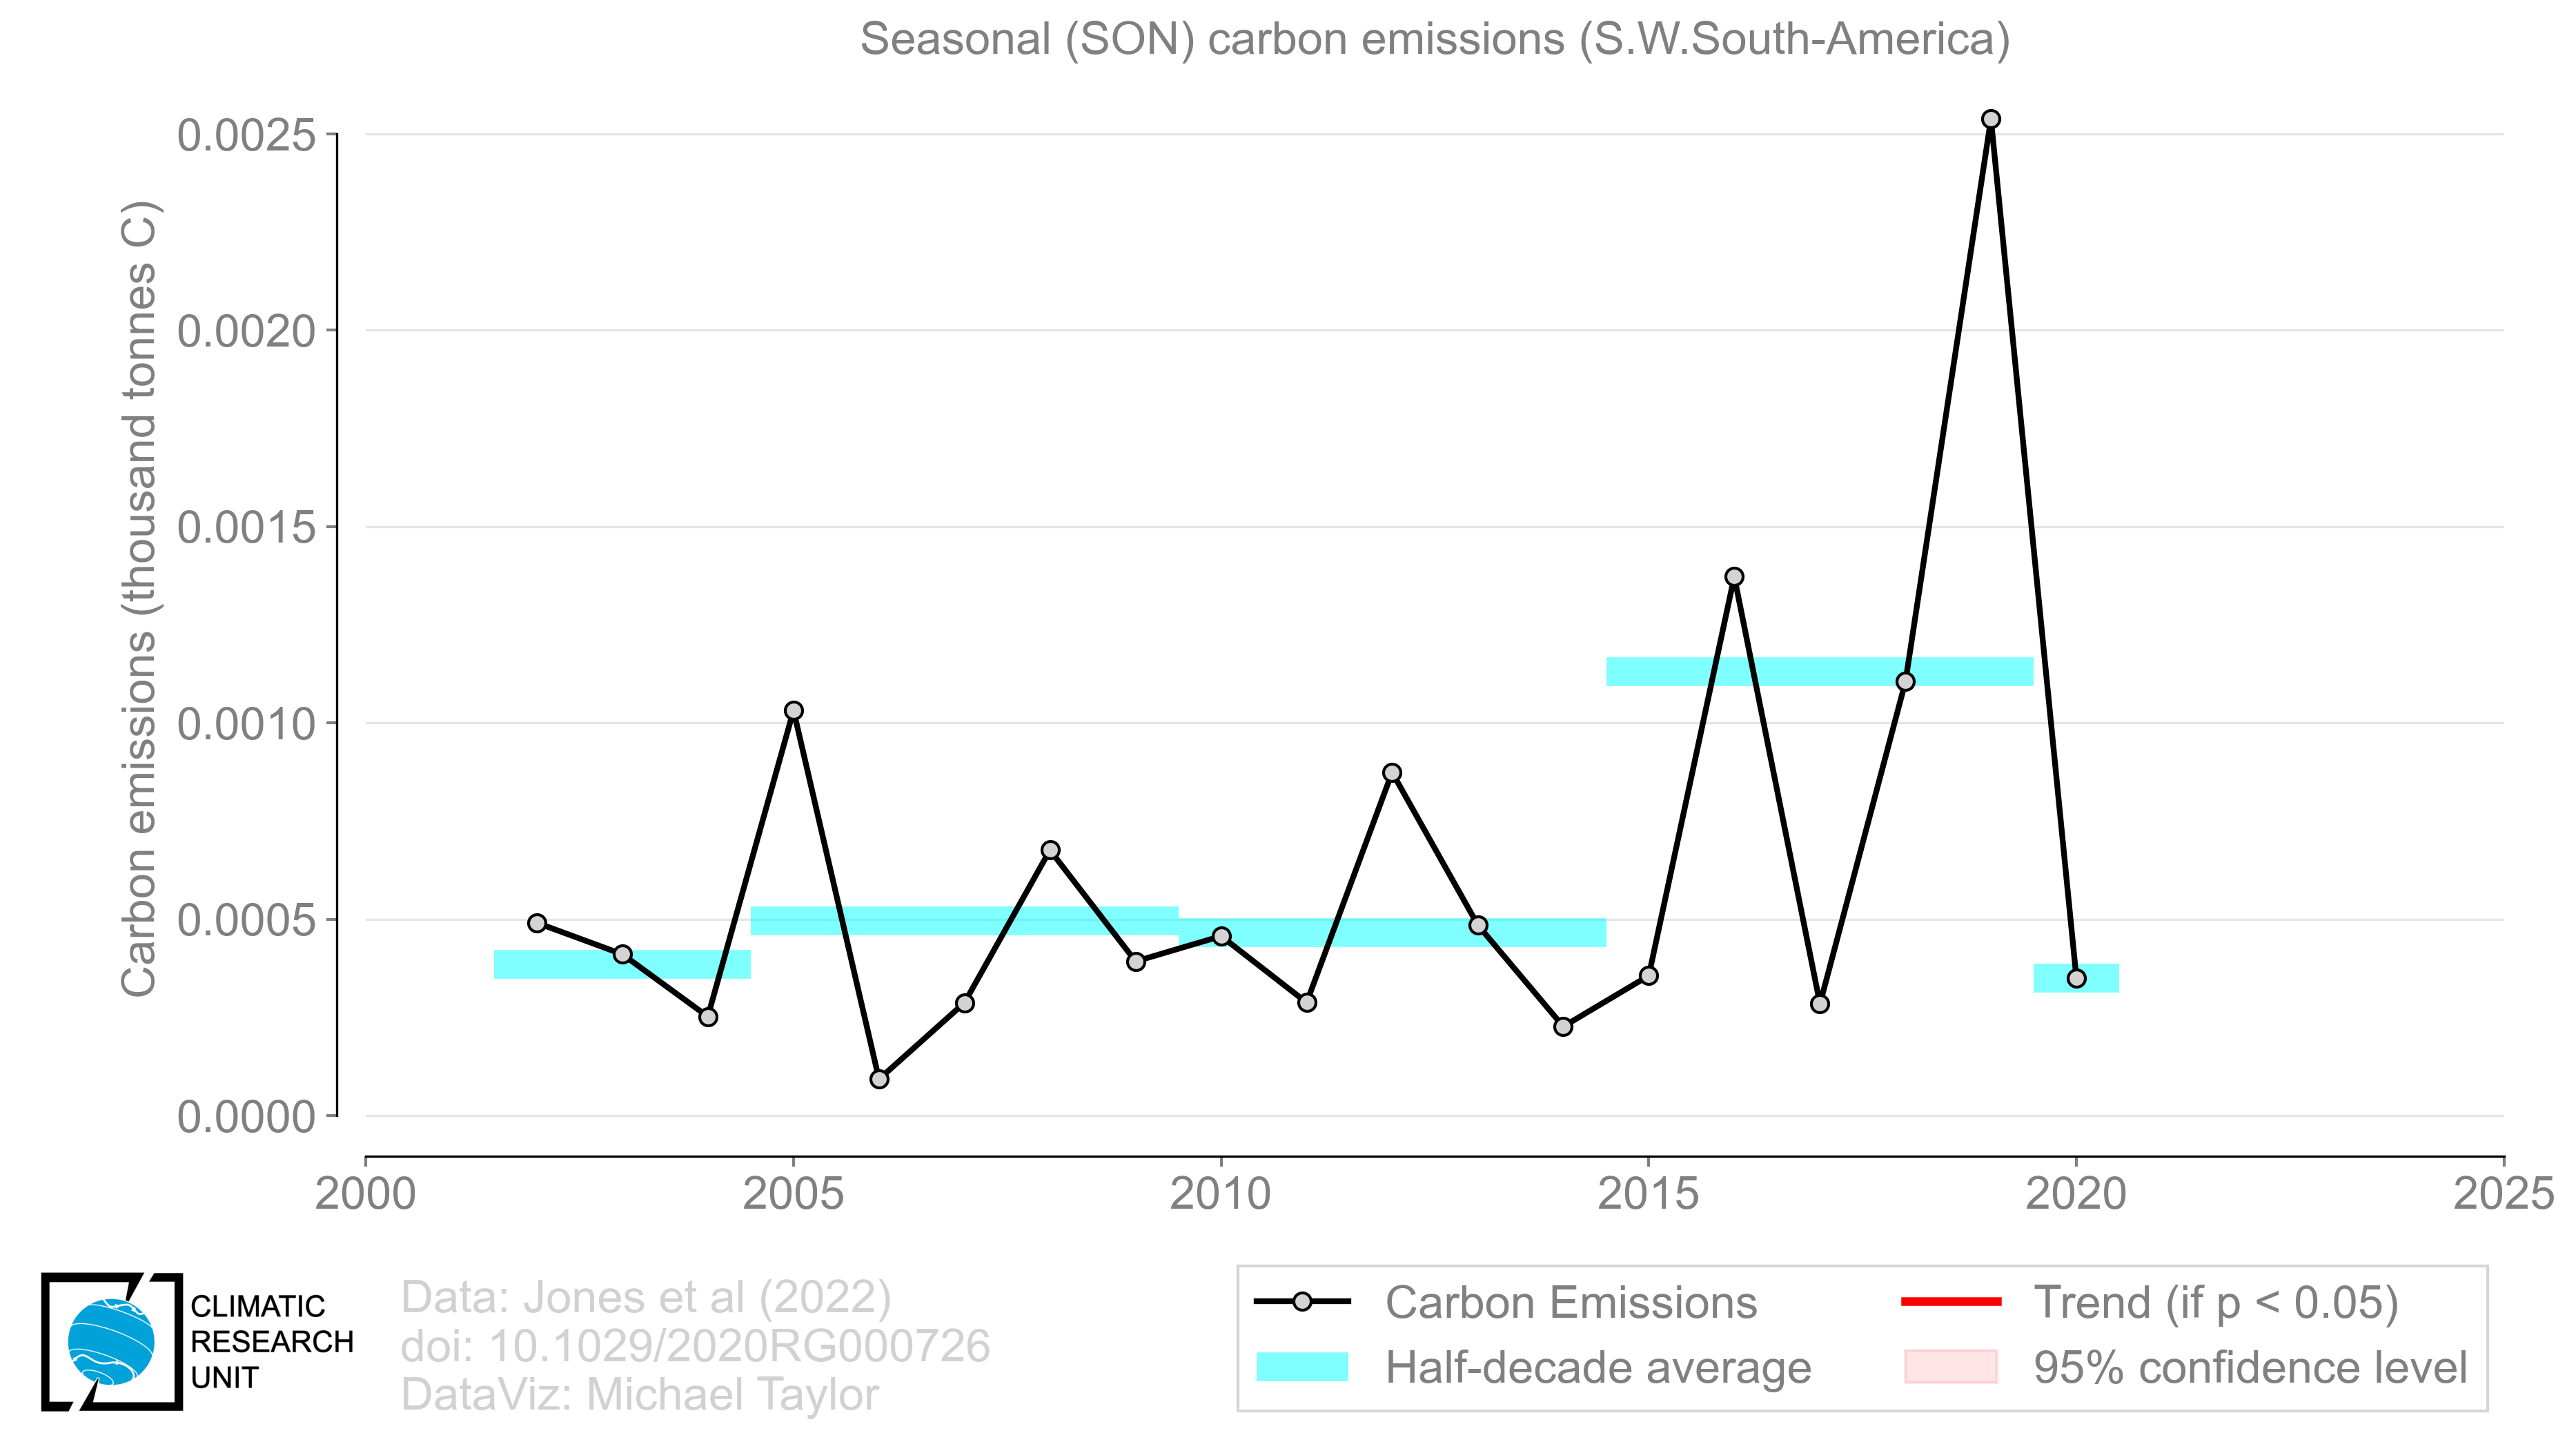 Seasonal (SON) carbon emissions (S.W.South-America)
Carbon emissions (thousand tonnes C)
0.0025
0.0020
0.0015
0.0010
0.0005
0.0000
2000 2005 2010 2015 2020 2025
CLIMATIC
RESEARCH
UNIT
Data: Jones et al (2022)
doi: 10.1029/2020RG000726
DataViz: Michael Taylor
Carbon Emissions
Half-decade average
Trend (if p < 0.05)
95% confidence level